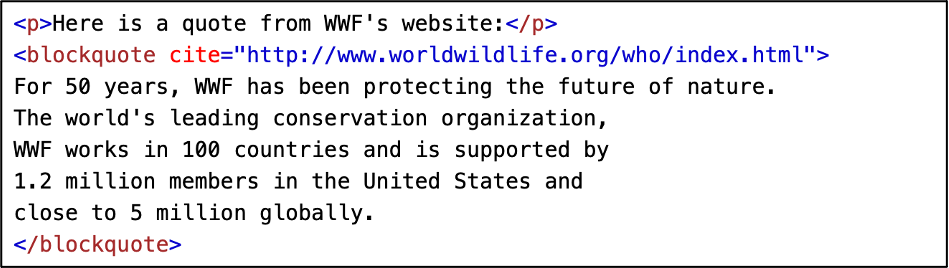 <p>Here is a quote from WWF's website:</p>
<blockquote cite="http://www.worldwildlife.org/who/index.html">
For 50 years, WWF has been protecting the future of nature.
The world's leading conservation organization,
WWF works in 100 countries and is supported by
1.2 million members in the United States and
close to 5 million globally.
</blockquote>